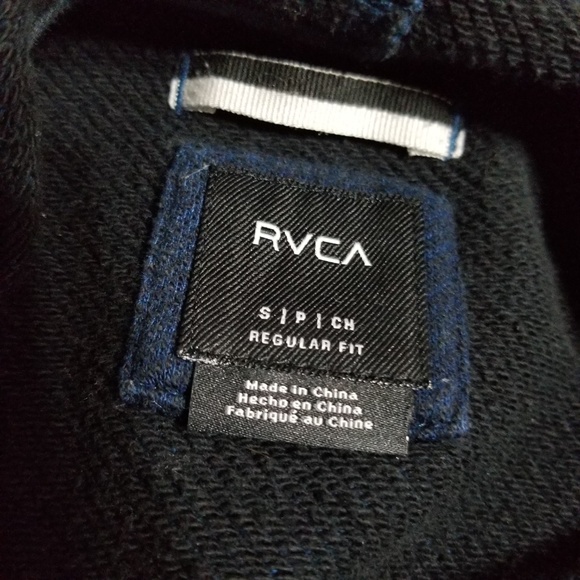 RVCA
S | P | CH
REGULAR FIT
Made in China
Hecho en China
Fabriqué au Chine